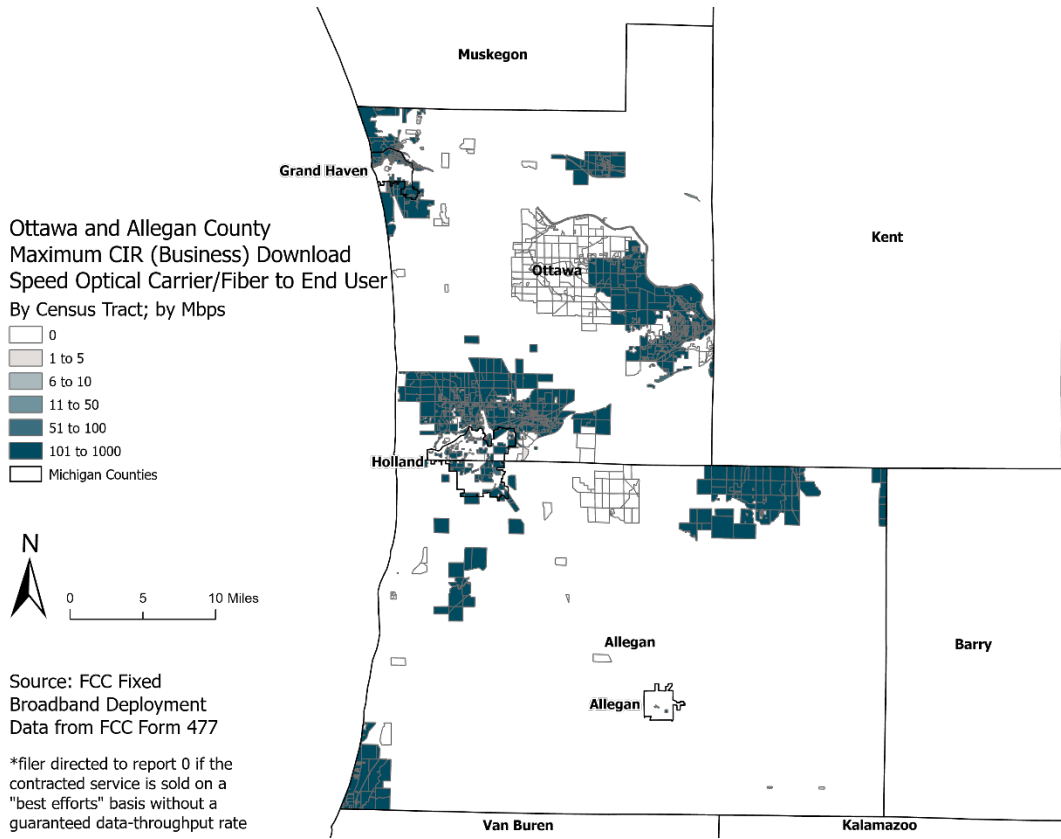 Muskegon
Grand Haven
Kent
Ottawa
Ottawa and Allegan County
Maximum CIR (Business) Download
Speed Optical Carrier/Fiber to End User
By Census Tract; by Mbps
0
1 to 5
6 to 10
11 to 50
51 to 100
101 to 1000
Michigan Counties
Holland
N
0 5 10 Miles
Allegan
Barry
Allegan
Source: FCC Fixed
Broadband Deployment
Data from FCC Form 477
*filer directed to report 0 if the
contracted service is sold on a
"best efforts" basis without a
guaranteed data-throughput rate
Van Buren
Kalamazoo